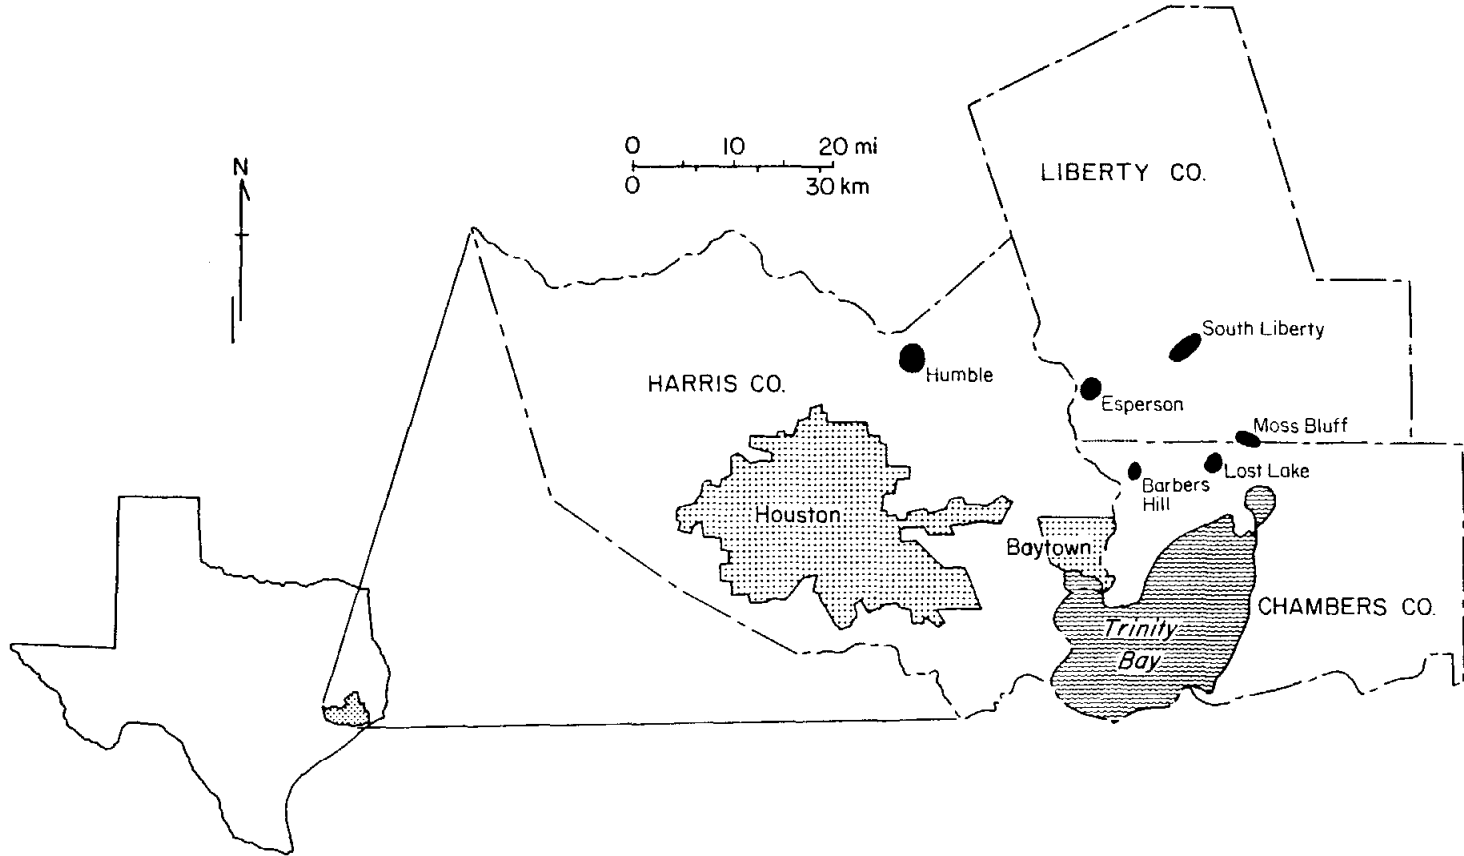 N
0 10 20 mi
0 30 km
LIBERTY CO.
South Liberty
HARRIS CO.
Humble
Esperson
Moss Bluff
Lost Lake
Barbers
Hill
Houston
Baytown
CHAMBERS CO.
Trinity
Bay